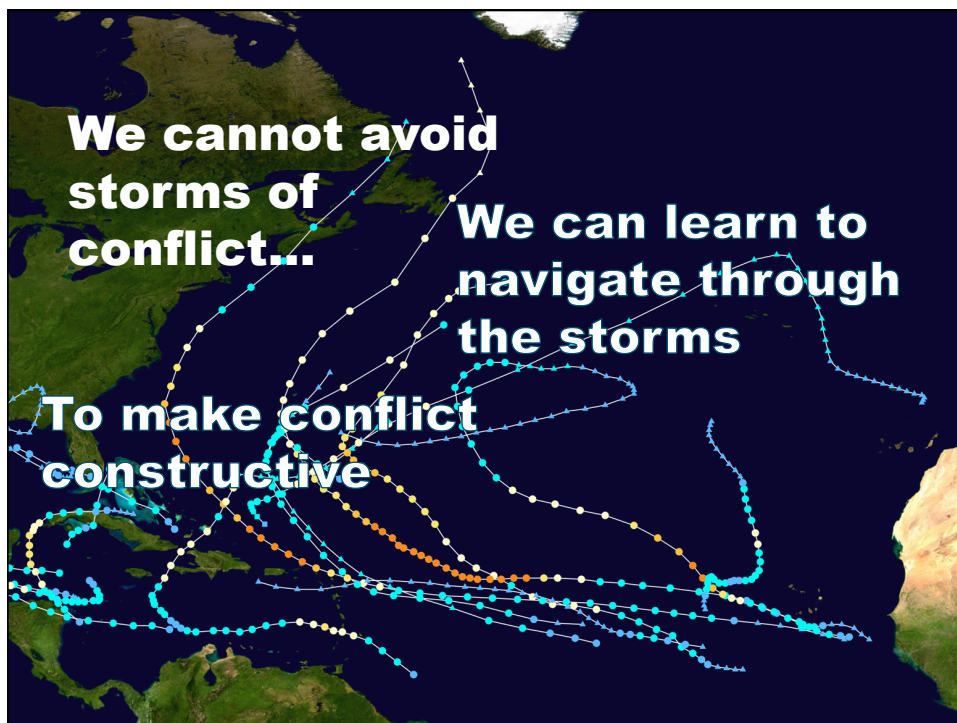 We cannot avoid
storms of
conflict...
We can learn to
navigate through
the storms
To make conflict
constructive